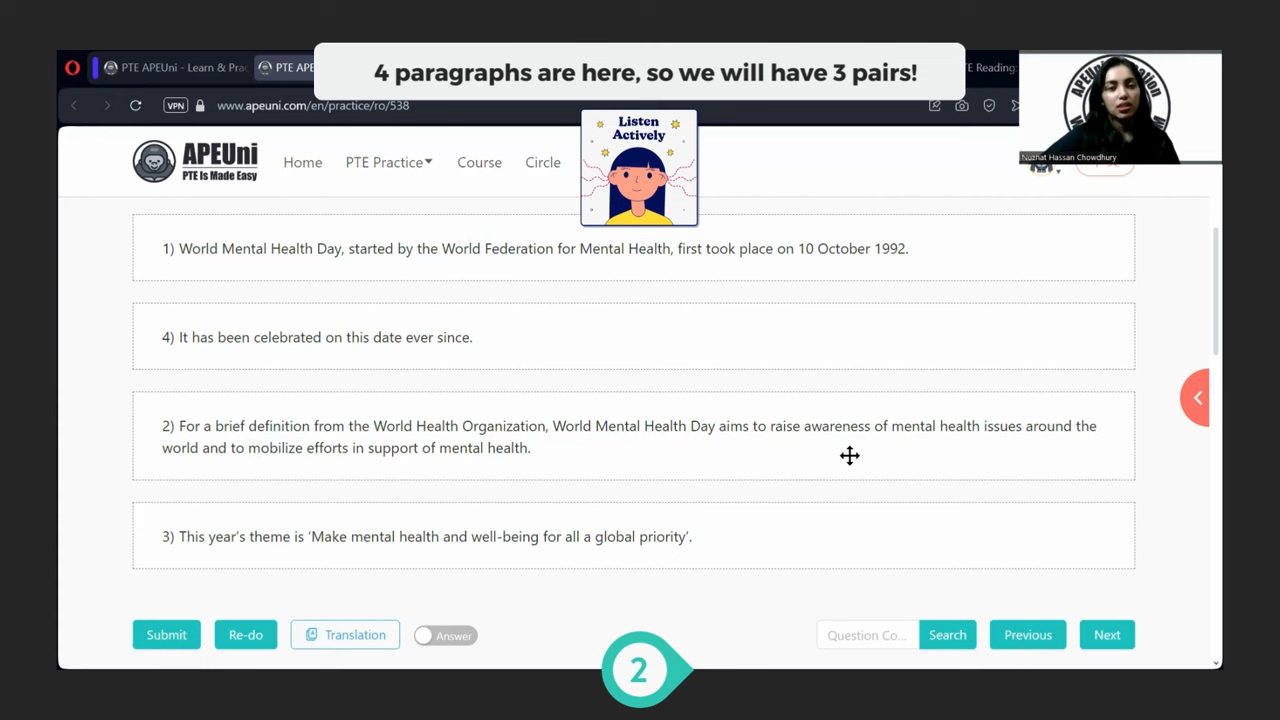 4 paragraphs are here, so we will have 3 pairs!
PTE APEUni - Learn & Prac
PTE APE
TE Reading:
VPN
www.apeuni.com/en/practice/ro/538
Listen
Actively
Nuzhat Hassan Chowdhury
APEUni
PTE Is Made Easy
Home
PTE Practice
Course
Circle
1) World Mental Health Day, started by the World Federation for Mental Health, first took place on 10 October 1992.
4) It has been celebrated on this date ever since.
2) For a brief definition from the World Health Organization, World Mental Health Day aims to raise awareness of mental health issues around the
world and to mobilize efforts in support of mental health.
3) This year's theme is 'Make mental health and well-being for all a global priority'.
Submit
Re-do
Translation
Answer
Question Co...
Search
Previous
Next
2